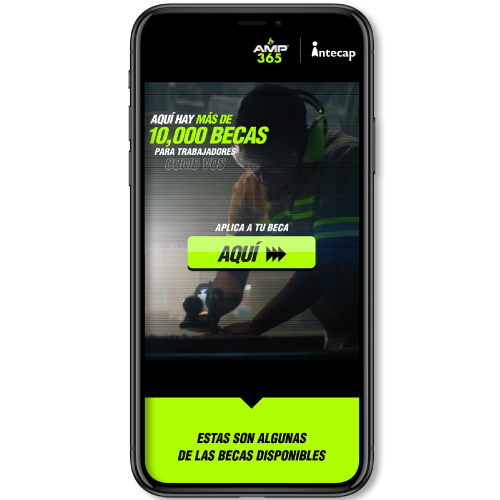 AMP
365
intecap
AQUÍ HAY MÁS DE
10,000 BECAS
PARA TRABAJADORES
COMO VOS
APLICA A TU BECA
AQUÍ
ESTAS SON ALGUNAS
DE LAS BECAS DISPONIBLES